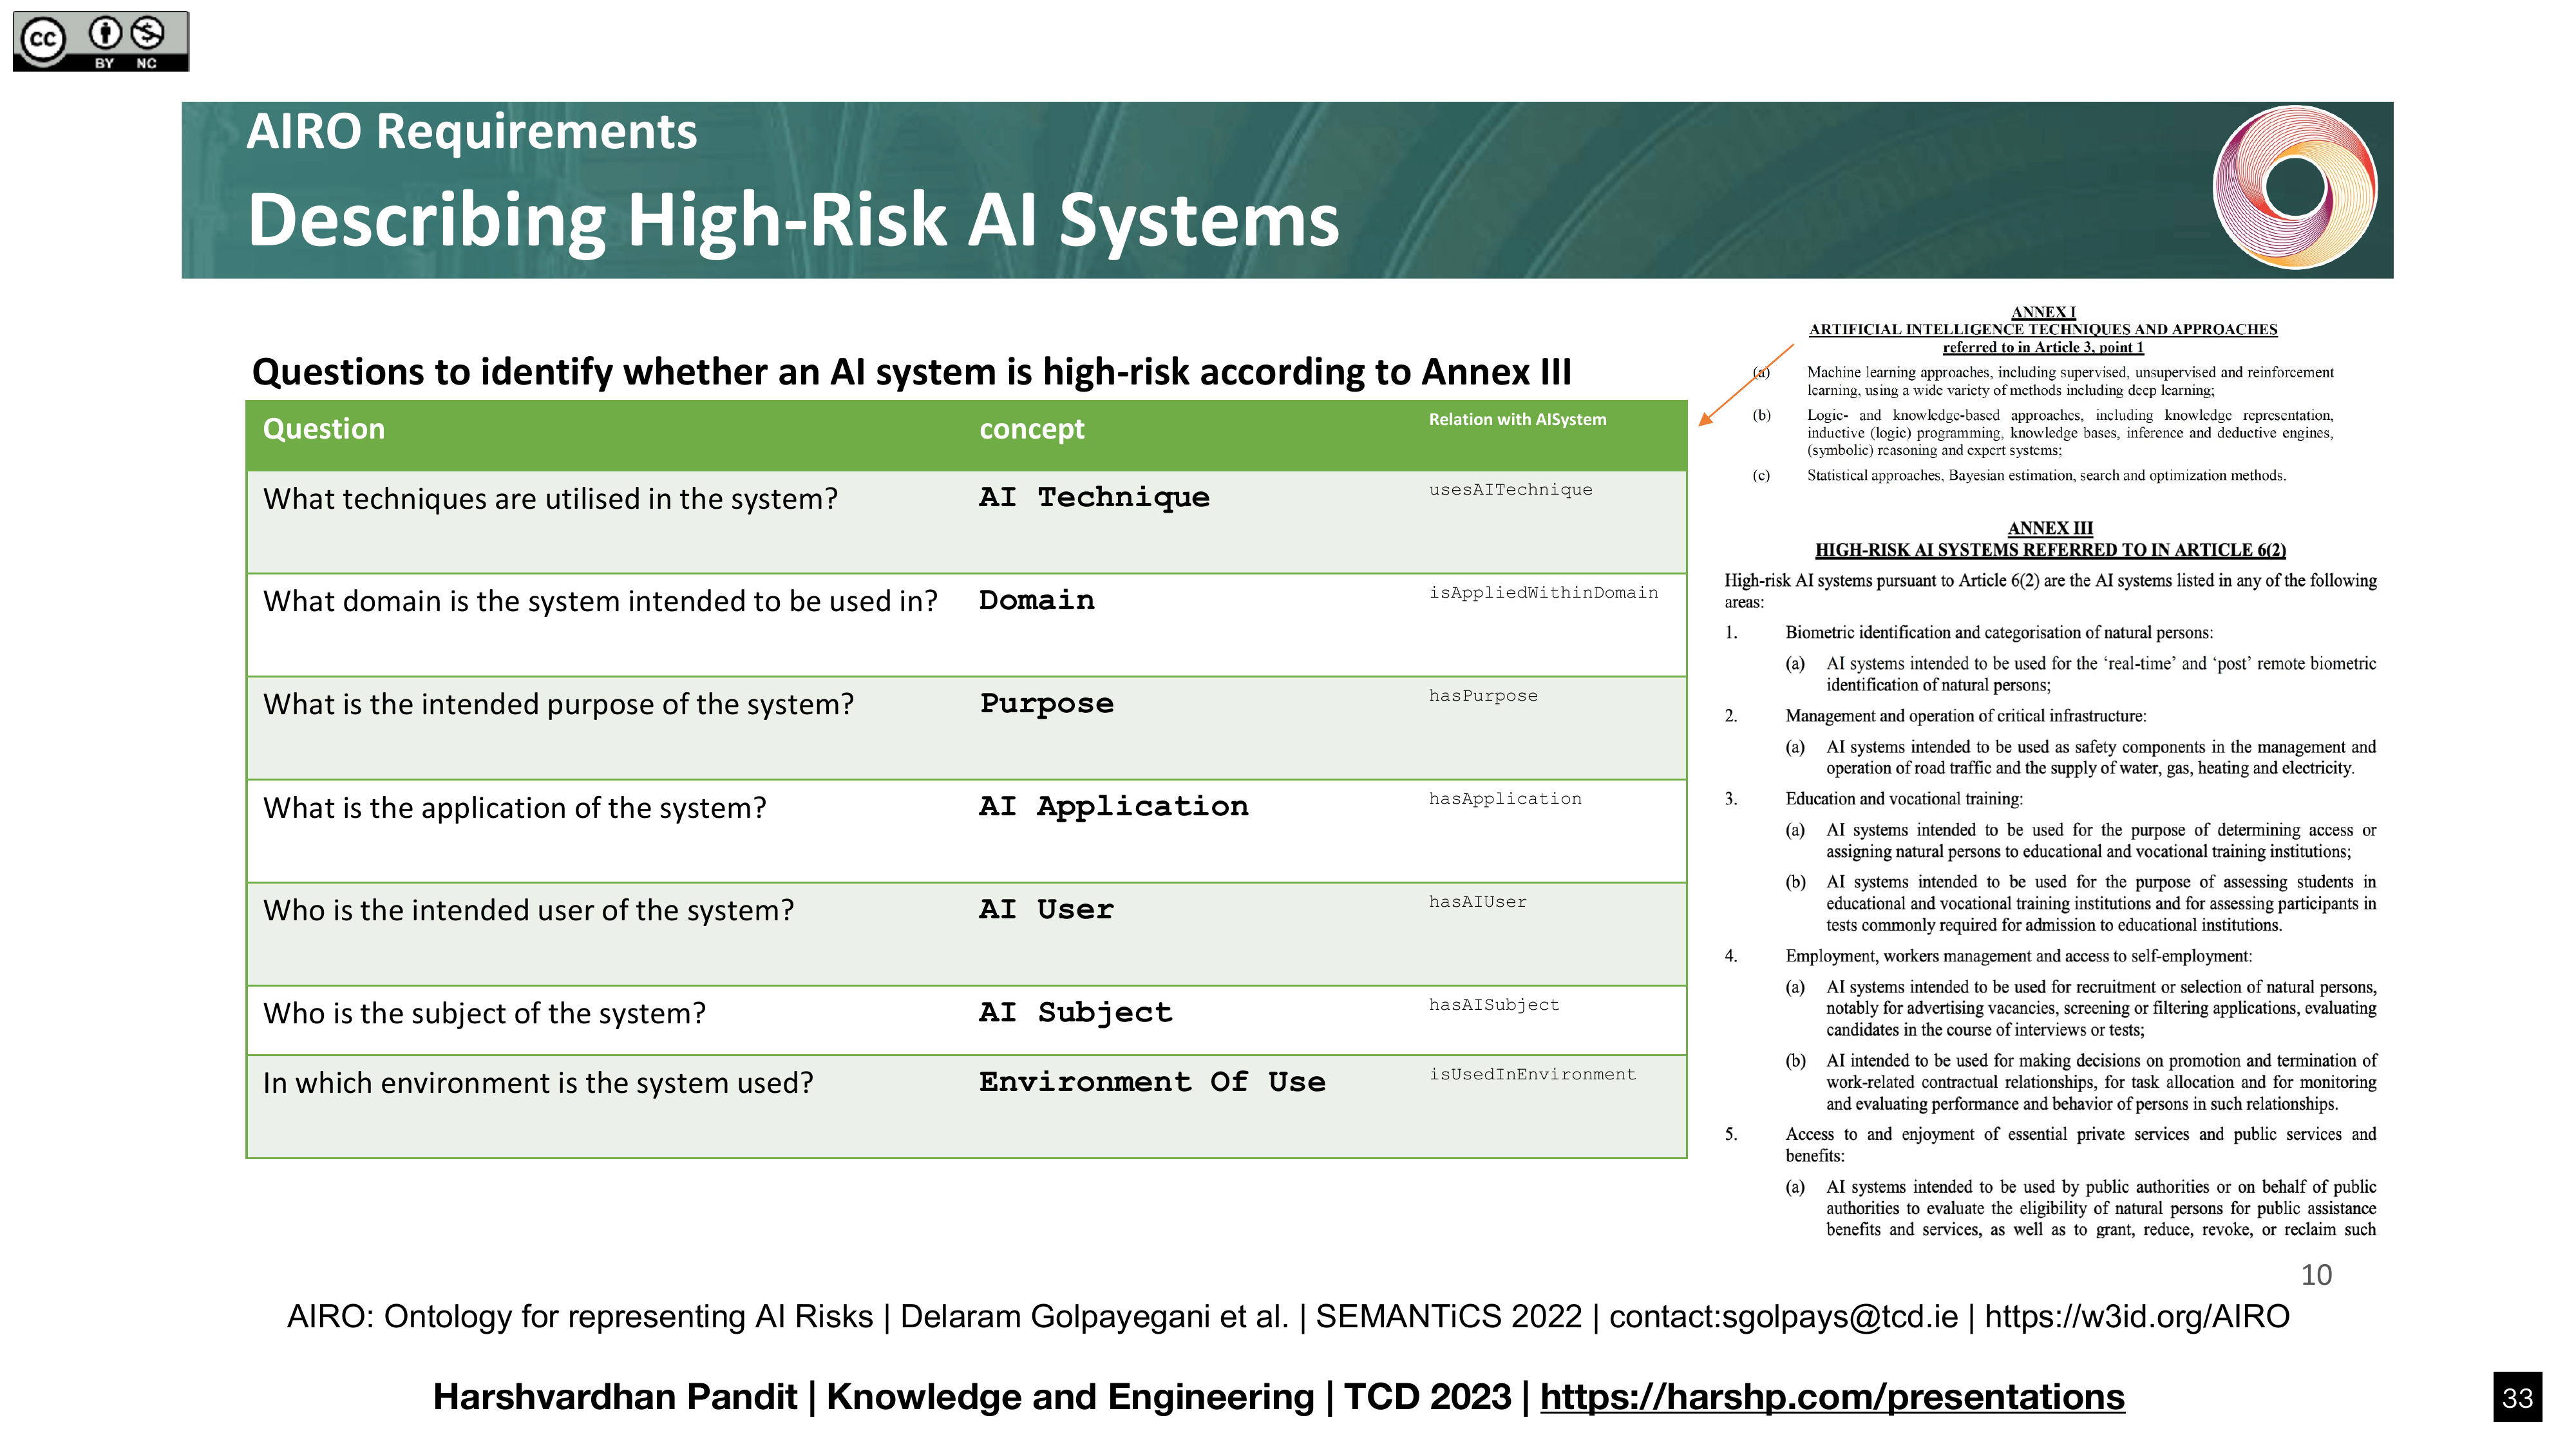 cc BY NC
AIRO Requirements
Describing High-Risk AI Systems
Questions to identify whether an AI system is high-risk according to Annex III
Question concept Relation with AISystem
What techniques are utilised in the system? AI Technique usesAITechnique
What domain is the system intended to be used in? Domain isAppliedWithinDomain
What is the intended purpose of the system? Purpose hasPurpose
What is the application of the system? AI Application hasApplication
Who is the intended user of the system? AI User hasAIUser
Who is the subject of the system? AI Subject hasAISubject
In which environment is the system used? Environment Of Use isUsedInEnvironment
ANNEX I
ARTIFICIAL INTELLIGENCE TECHNIQUES AND APPROACHES
referred to in Article 3, point 1
(a) Machine learning approaches, including supervised, unsupervised and reinforcement
learning, using a wide variety of methods including deep learning;
(b) Logic- and knowledge-based approaches, including knowledge representation,
inductive (logic) programming, knowledge bases, inference and deductive engines,
(symbolic) reasoning and expert systems;
(c) Statistical approaches, Bayesian estimation, search and optimization methods.
ANNEX III
HIGH-RISK AI SYSTEMS REFERRED TO IN ARTICLE 6(2)
High-risk AI systems pursuant to Article 6(2) are the AI systems listed in any of the following
areas:
1. Biometric identification and categorisation of natural persons:
(a) AI systems intended to be used for the ‘real-time’ and ‘post’ remote biometric
identification of natural persons;
2. Management and operation of critical infrastructure:
(a) AI systems intended to be used as safety components in the management and
operation of road traffic and the supply of water, gas, heating and electricity.
3. Education and vocational training:
(a) AI systems intended to be used for the purpose of determining access or
assigning natural persons to educational and vocational training institutions;
(b) AI systems intended to be used for the purpose of assessing students in
educational and vocational training institutions and for assessing participants in
tests commonly required for admission to educational institutions.
4. Employment, workers management and access to self-employment:
(a) AI systems intended to be used for recruitment or selection of natural persons,
notably for advertising vacancies, screening or filtering applications, evaluating
candidates in the course of interviews or tests;
(b) AI intended to be used for making decisions on promotion and termination of
work-related contractual relationships, for task allocation and for monitoring
and evaluating performance and behavior of persons in such relationships.
5. Access to and enjoyment of essential private services and public services and
benefits:
(a) AI systems intended to be used by public authorities or on behalf of public
authorities to evaluate the eligibility of natural persons for public assistance
benefits and services, as well as to grant, reduce, revoke, or reclaim such
10
AIRO: Ontology for representing AI Risks | Delaram Golpayegani et al. | SEMANTiCS 2022 | contact:sgolpays@tcd.ie | https://w3id.org/AIRO
Harshvardhan Pandit | Knowledge and Engineering | TCD 2023 | https://harshp.com/presentations
33